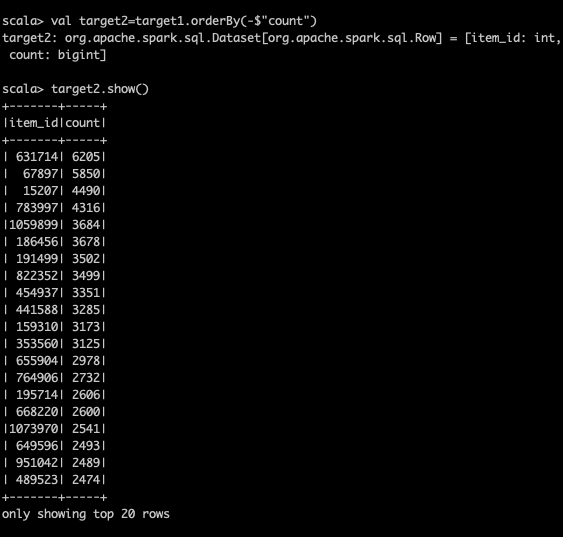 scala> val target2=target1.orderBy(-$"count")
target2: org.apache.spark.sql.Dataset[org.apache.spark.sql.Row] = [item_id: int,
 count: bigint]
scala> target2.show()
+-------+-----+
|item_id|count|
+-------+-----+
| 631714| 6205|
|  67897| 5850|
|  15207| 4490|
| 783997| 4316|
|1059899| 3684|
| 186456| 3678|
| 191499| 3502|
| 822352| 3499|
| 454937| 3351|
| 441588| 3285|
| 159310| 3173|
| 353560| 3125|
| 655904| 2978|
| 764906| 2732|
| 195714| 2606|
| 668220| 2600|
|1073970| 2541|
| 649596| 2493|
| 951042| 2489|
| 489523| 2474|
+-------+-----+
only showing top 20 rows